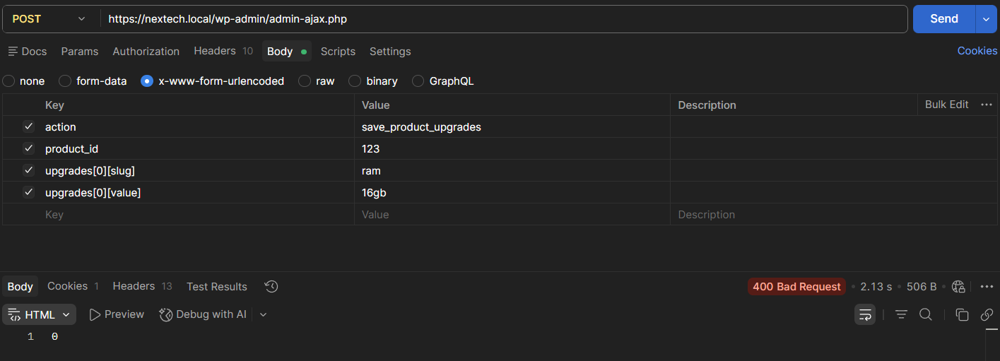 POST https://nextech.local/wp-admin/admin-ajax.php Send
Docs Params Authorization Headers 10 Body Scripts Settings Cookies
none form-data x-www-form-urlencoded raw binary GraphQL
Key Value Description Bulk Edit
action save_product_upgrades
product_id 123
upgrades[0][slug] ram
upgrades[0][value] 16gb
Key Value Description
Body Cookies 1 Headers 13 Test Results 400 Bad Request • 2.13 s • 506 B •
HTML Preview Debug with AI
1 0